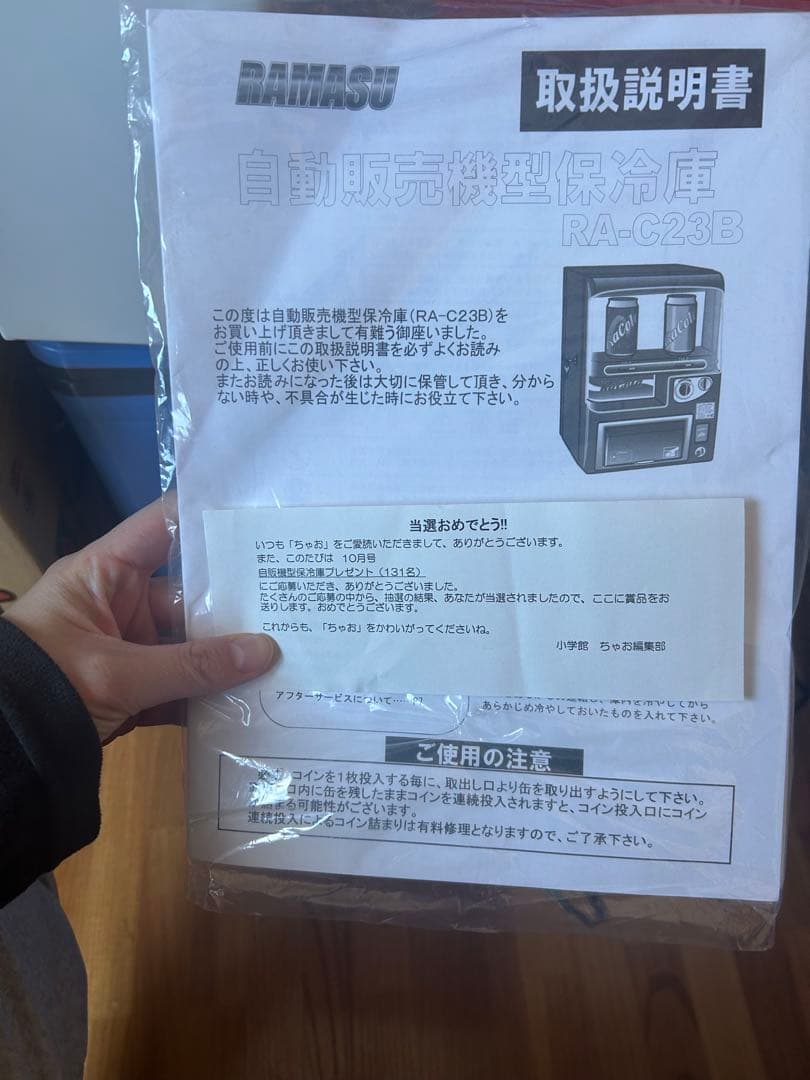 RAMASU
取扱説明書
自動販売機型保冷庫
RA-C23B
この度は自動販売機型保冷庫(RA-C23B)を
お買い上げ頂きまして有難う御座いました。
ご使用前にこの取扱説明書を必ずよくお読み
の上、正しくお使い下さい。
またお読みになった後は大切に保管して頂き、分から
ない時や、不具合が生じた時にお役立て下さい。
当選おめでとう!!
いつも「ちゃお」をご愛読いただきまして、ありがとうございます。
また、このたびは 10月号
自販機型保冷庫プレゼント(131名)
にご応募いただき、ありがとうございました。
たくさんのご応募の中から、抽選の結果、あなたが当選されましたので、ここに賞品をお
送りします。おめでとうございます。
これからも、「ちゃお」をかわいがってくださいね。
小学館 ちゃお編集部
アフターサービスについて
庫内を冷やしてから
あらかじめ冷やしておいたものを入れて下さい。
ご使用の注意
コインを1枚投入する毎に、取出し口より缶を取り出すようにして下さい。
口内に缶を残したままコインを連続投入されますと、コイン投入口にコイン
詰まる可能性がございます。
連続投入によるコイン詰まりは有料修理となりますので、ご了承下さい。